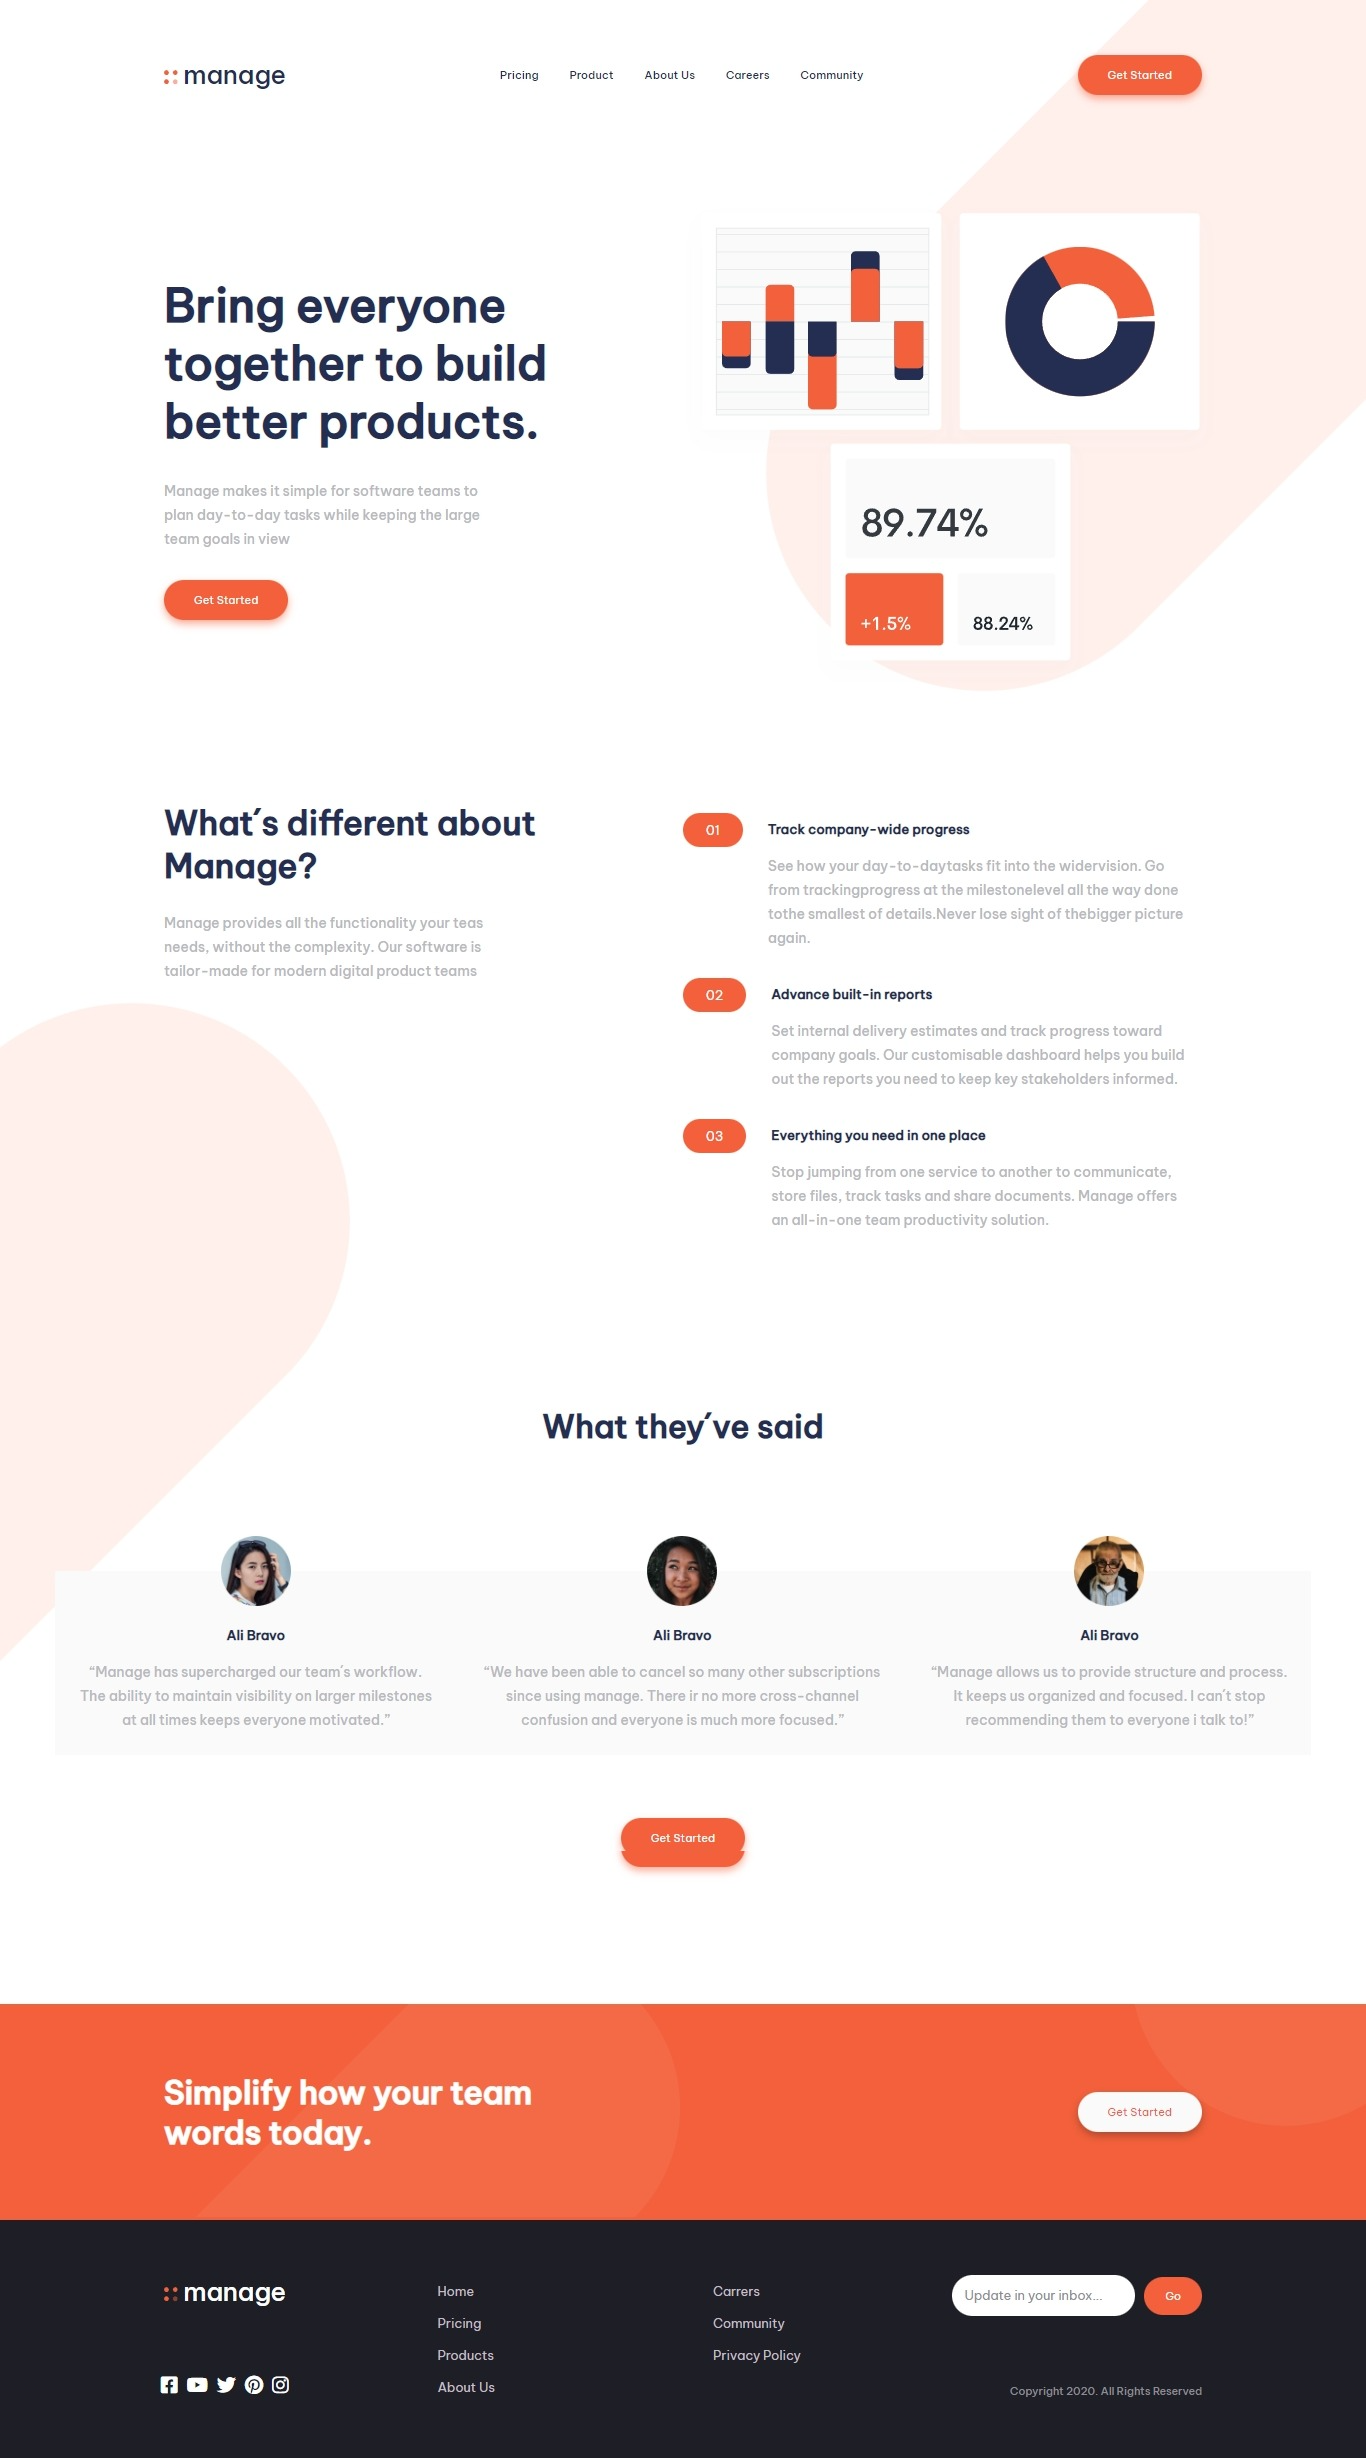 manage
Pricing Product About Us Careers Community
Get Started
Bring everyone
together to build
better products.
Manage makes it simple for software teams to
plan day-to-day tasks while keeping the large
team goals in view
Get Started
89.74%
+1.5%
88.24%
What´s different about
Manage?
Manage provides all the functionality your teas
needs, without the complexity. Our software is
tailor-made for modern digital product teams
01
Track company-wide progress
See how your day-to-daytasks fit into the widervision. Go
from trackingprogress at the milestonelevel all the way done
tothe smallest of details.Never lose sight of thebigger picture
again.
02
Advance built-in reports
Set internal delivery estimates and track progress toward
company goals. Our customisable dashboard helps you build
out the reports you need to keep key stakeholders informed.
03
Everything you need in one place
Stop jumping from one service to another to communicate,
store files, track tasks and share documents. Manage offers
an all-in-one team productivity solution.
What they´ve said
Ali Bravo
“Manage has supercharged our team´s workflow.
The ability to maintain visibility on larger milestones
at all times keeps everyone motivated.”
Ali Bravo
“We have been able to cancel so many other subscriptions
since using manage. There ir no more cross-channel
confusion and everyone is much more focused.”
Ali Bravo
“Manage allows us to provide structure and process.
It keeps us organized and focused. I can´t stop
recommending them to everyone i talk to!”
Get Started
Simplify how your team
words today.
Get Started
manage
Home
Pricing
Products
About Us
Carrers
Community
Privacy Policy
Update in your inbox...
Go
Copyright 2020. All Rights Reserved